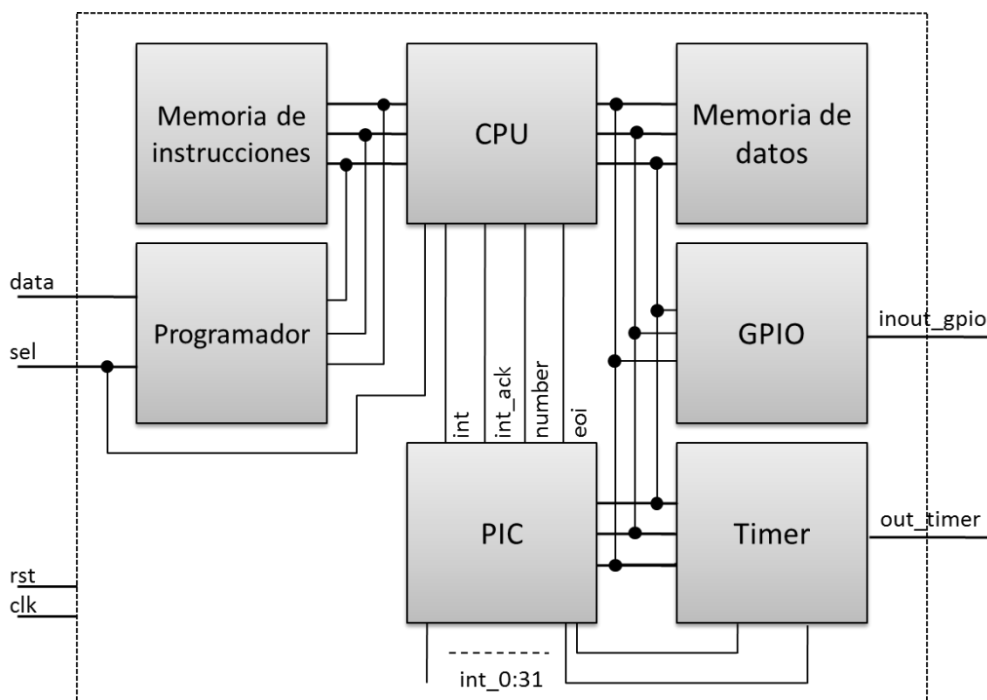 Memoria de
instrucciones
CPU
Memoria de
datos
data
Programador
sel
GPIO
inout_gpio
int
int_ack
number
eoi
PIC
Timer
out_timer
rst
clk
int_0:31